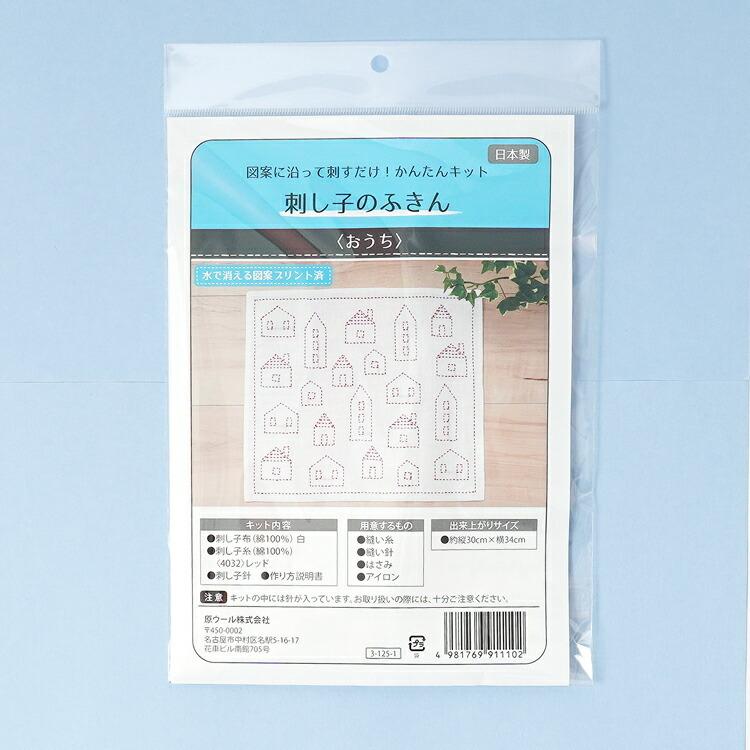 日本製
図案に沿って刺すだけ！かんたんキット
刺し子のふきん
〈おうち〉
水で消える図案プリント済
キット内容
●刺し子布（綿100%）白
●刺し子糸（綿100%）
〈4032〉レッド
●刺し子針 ●作り方説明書
用意するもの
●縫い糸
●縫い針
●はさみ
●アイロン
出来上がりサイズ
●約縦30cm×横34cm
注意 キットの中には針が入っています。お取り扱いの際には、十分ご注意ください。
原ウール株式会社
〒450-0002
名古屋市中村区名駅5-16-17
花車ビル南館705号
3-125-1
プラ
4 981769 911102